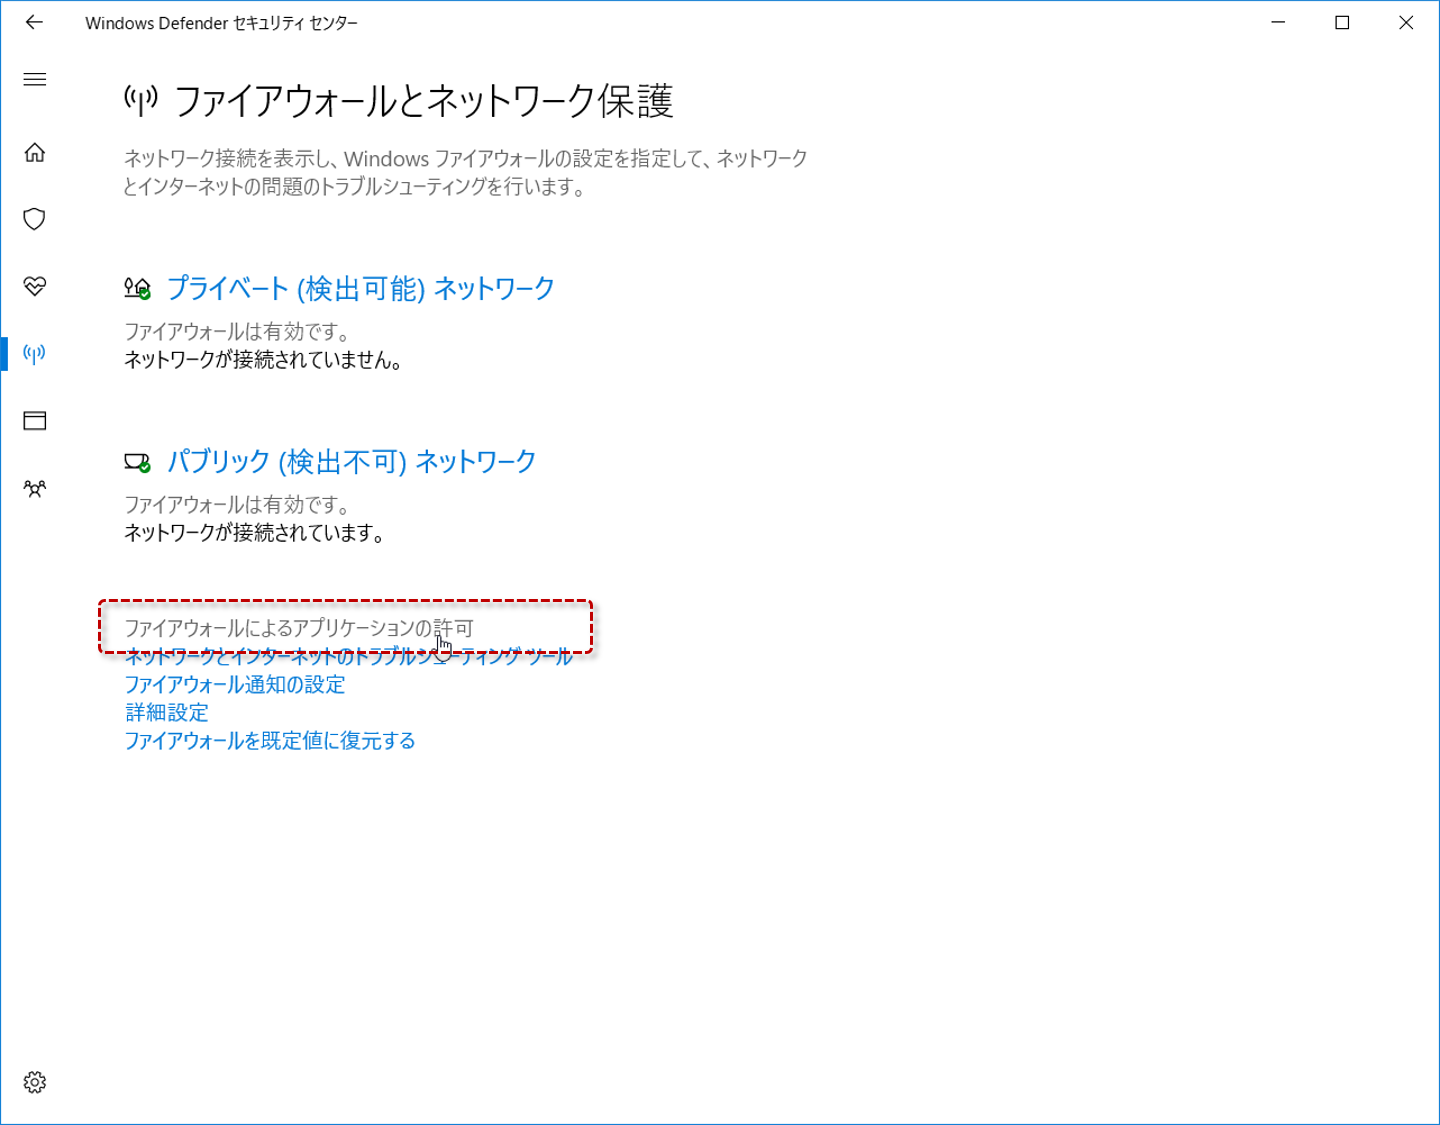 Windows Defender セキュリティ センター
ファイアウォールとネットワーク保護
ネットワーク接続を表示し、Windows ファイアウォールの設定を指定して、ネットワーク
とインターネットの問題のトラブルシューティングを行います。
プライベート (検出可能) ネットワーク
ファイアウォールは有効です。
ネットワークが接続されていません。
パブリック (検出不可) ネットワーク
ファイアウォールは有効です。
ネットワークが接続されています。
ファイアウォールによるアプリケーションの許可
ネットワークとインターネットのトラブルシューティング ツール
ファイアウォール通知の設定
詳細設定
ファイアウォールを既定値に復元する